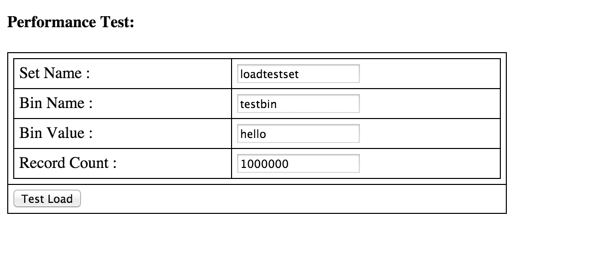 Performance Test:
Set Name : loadtestset
Bin Name : testbin
Bin Value : hello
Record Count : 1000000
Test Load